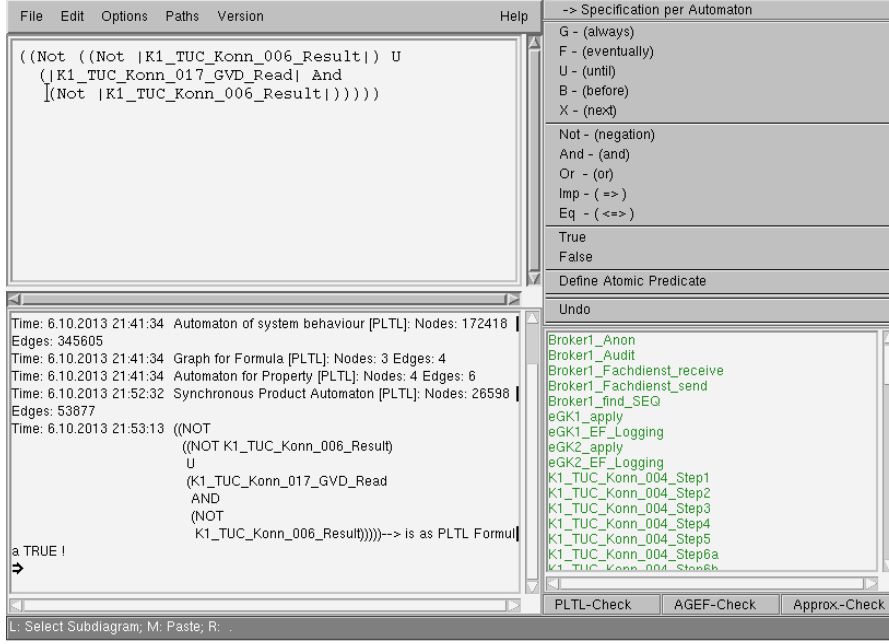 File Edit Options Paths Version Help
((Not ((Not |K1_TUC_Konn_006_Result|) U
(|K1_TUC_Konn_017_GVD_Read| And
(Not |K1_TUC_Konn_006_Result|)))))
Time: 6.10.2013 21:41:34 Automaton of system behaviour [PLTL]: Nodes: 172418
Edges: 345605
Time: 6.10.2013 21:41:34 Graph for Formula [PLTL]: Nodes: 3 Edges: 4
Time: 6.10.2013 21:41:34 Automaton for Property [PLTL]: Nodes: 4 Edges: 6
Time: 6.10.2013 21:52:32 Synchronous Product Automaton [PLTL]: Nodes: 26598
Edges: 53877
Time: 6.10.2013 21:53:13 ((NOT
((NOT K1_TUC_Konn_006_Result)
U
(K1_TUC_Konn_017_GVD_Read
AND
(NOT
K1_TUC_Konn_006_Result)))))--> is as PLTL Formul
a TRUE !
-> Specification per Automaton
G - (always)
F - (eventually)
U - (until)
B - (before)
X - (next)
Not - (negation)
And - (and)
Or - (or)
Imp - ( => )
Eq - ( <=> )
True
False
Define Atomic Predicate
Undo
Broker1_Anon
Broker1_Audit
Broker1_Fachdienst_receive
Broker1_Fachdienst_send
Broker1_find_SEQ
eGK1_apply
eGK1_EF_Logging
eGK2_apply
eGK2_EF_Logging
K1_TUC_Konn_004_Step1
K1_TUC_Konn_004_Step2
K1_TUC_Konn_004_Step3
K1_TUC_Konn_004_Step4
K1_TUC_Konn_004_Step5
K1_TUC_Konn_004_Step6a
K1_TUC_Konn_004_Step6b
PLTL-Check AGEF-Check Approx.-Check
L: Select Subdiagram; M: Paste; R: .